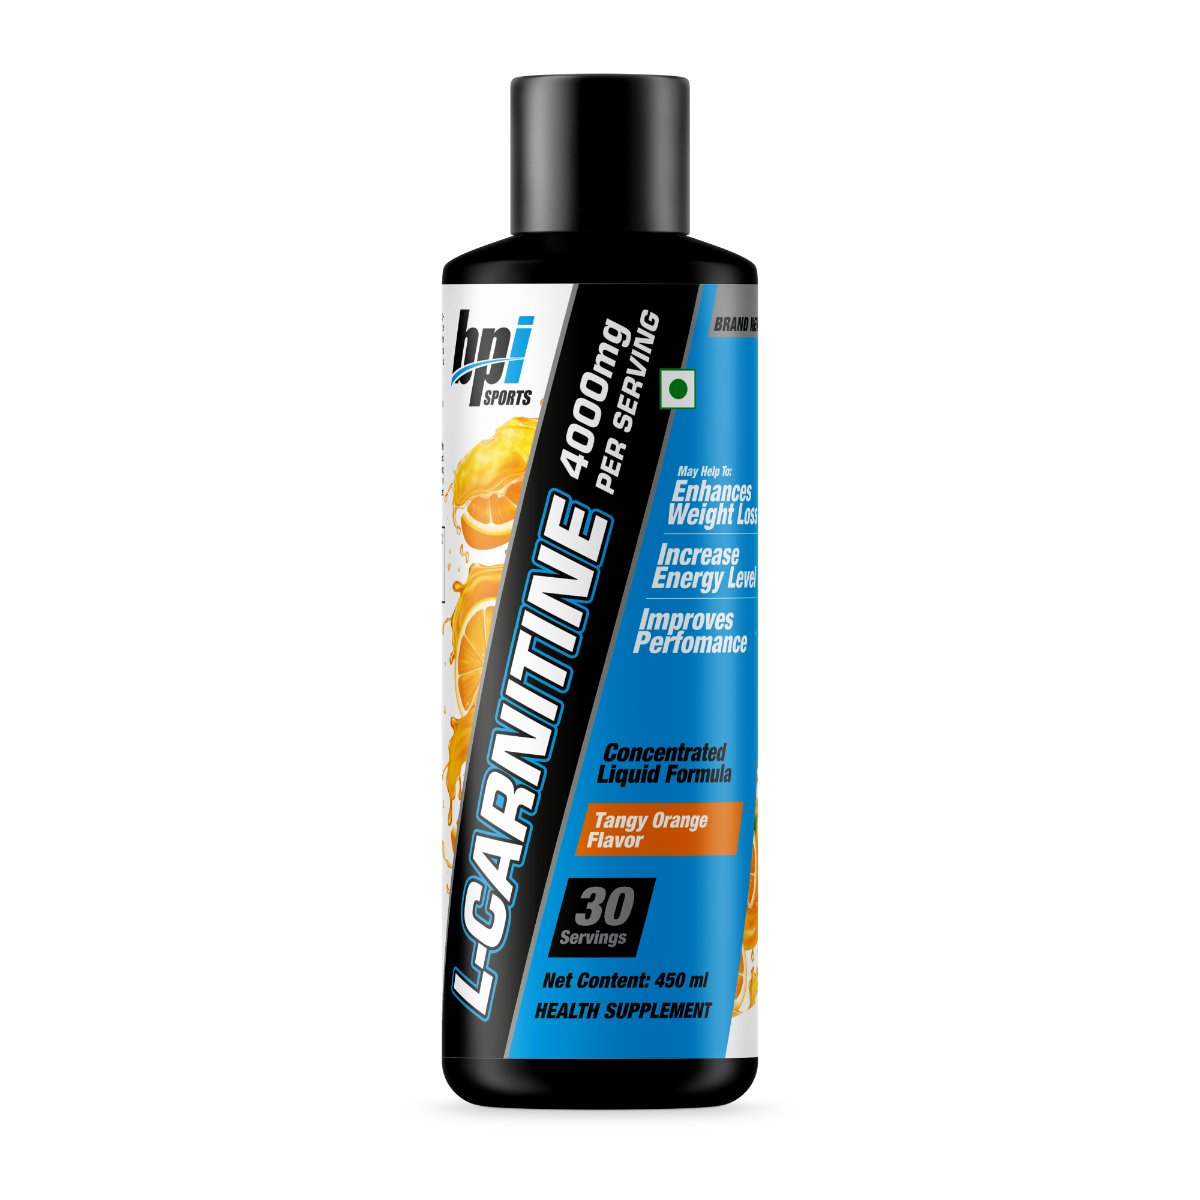 bpi
SPORTS
L-CARNITINE
4000mg
PER SERVING
BRAND
May Help To:
Enhances
Weight Loss
Increase
Energy Level
Improves
Perfomance
Concentrated
Liquid Formula
Tangy Orange
Flavor
30
Servings
Net Content: 450 ml
HEALTH SUPPLEMENT